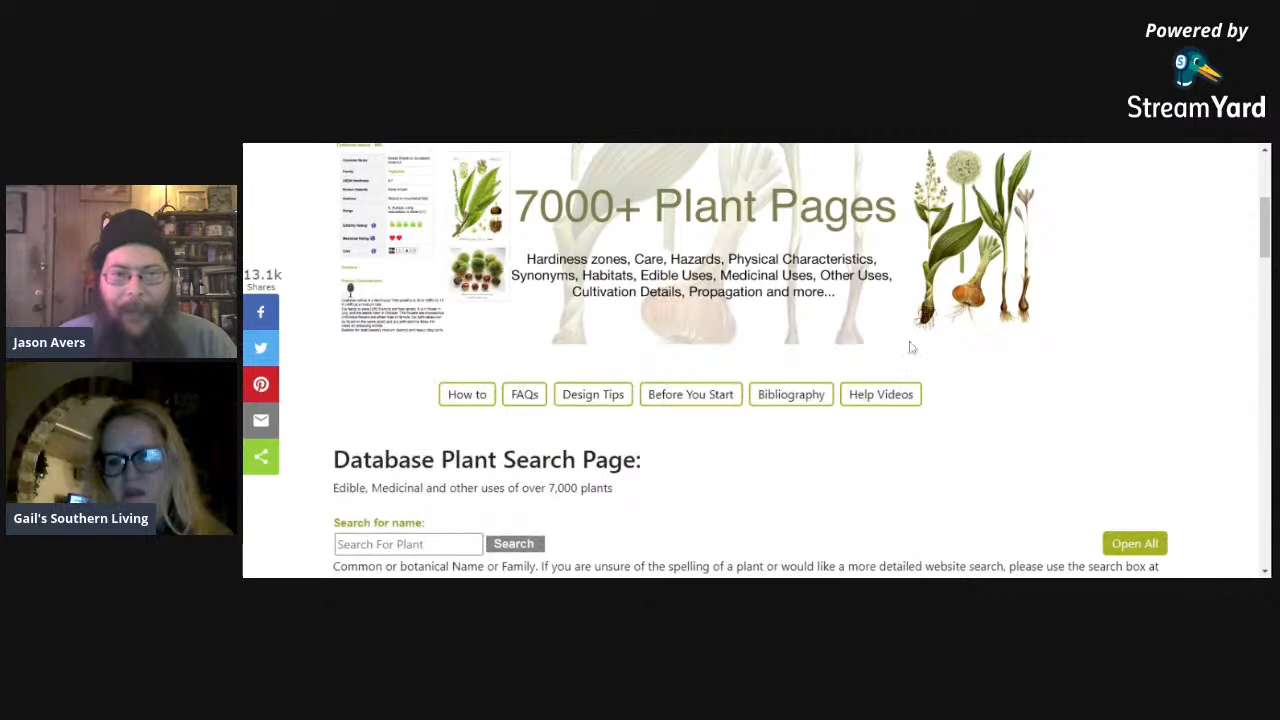 Powered by
StreamYard
Jason Avers
Gail's Southern Living
13.1k
Shares
7000+ Plant Pages
Hardiness zones, Care, Hazards, Physical Characteristics,
Synonyms, Habitats, Edible Uses, Medicinal Uses, Other Uses,
Cultivation Details, Propagation and more...
How to
FAQs
Design Tips
Before You Start
Bibliography
Help Videos
Database Plant Search Page:
Edible, Medicinal and other uses of over 7,000 plants
Search for name:
Search For Plant
Search
Open All
Common or botanical Name or Family. If you are unsure of the spelling of a plant or would like a more detailed website search, please use the search box at